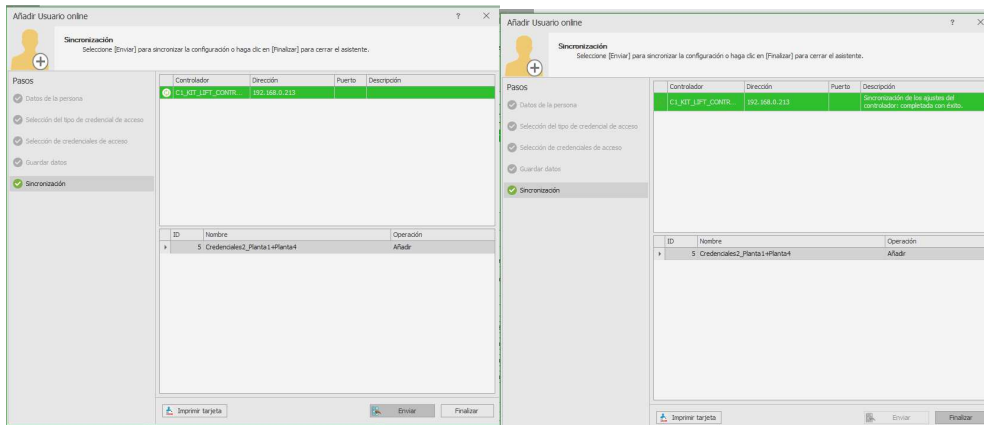 Añadir Usuario online
?
Sincronización
Seleccione [Enviar] para sincronizar la configuración o haga clic en [Finalizar] para cerrar el asistente.
Pasos
Datos de la persona
Selección del tipo de credencial de acceso
Selección de credenciales de acceso
Guardar datos
Sincronización
Controlador Dirección Puerto Descripción
C1_KIT_LIFT_CONTR... 192.168.0.213
ID Nombre Operación
5 Credenciales2_Planta1+Planta4 Añadir
Imprimir tarjeta Enviar Finalizar
Añadir Usuario online
?
Sincronización
Seleccione [Enviar] para sincronizar la configuración o haga clic en [Finalizar] para cerrar el asistente.
Pasos
Datos de la persona
Selección del tipo de credencial de acceso
Selección de credenciales de acceso
Guardar datos
Sincronización
Controlador Dirección Puerto Descripción
C1_KIT_LIFT_CONTR... 192.168.0.213 Sincronización de los ajustes del
controlador: completada con éxito.
ID Nombre Operación
5 Credenciales2_Planta1+Planta4 Añadir
Imprimir tarjeta Enviar Finalizar